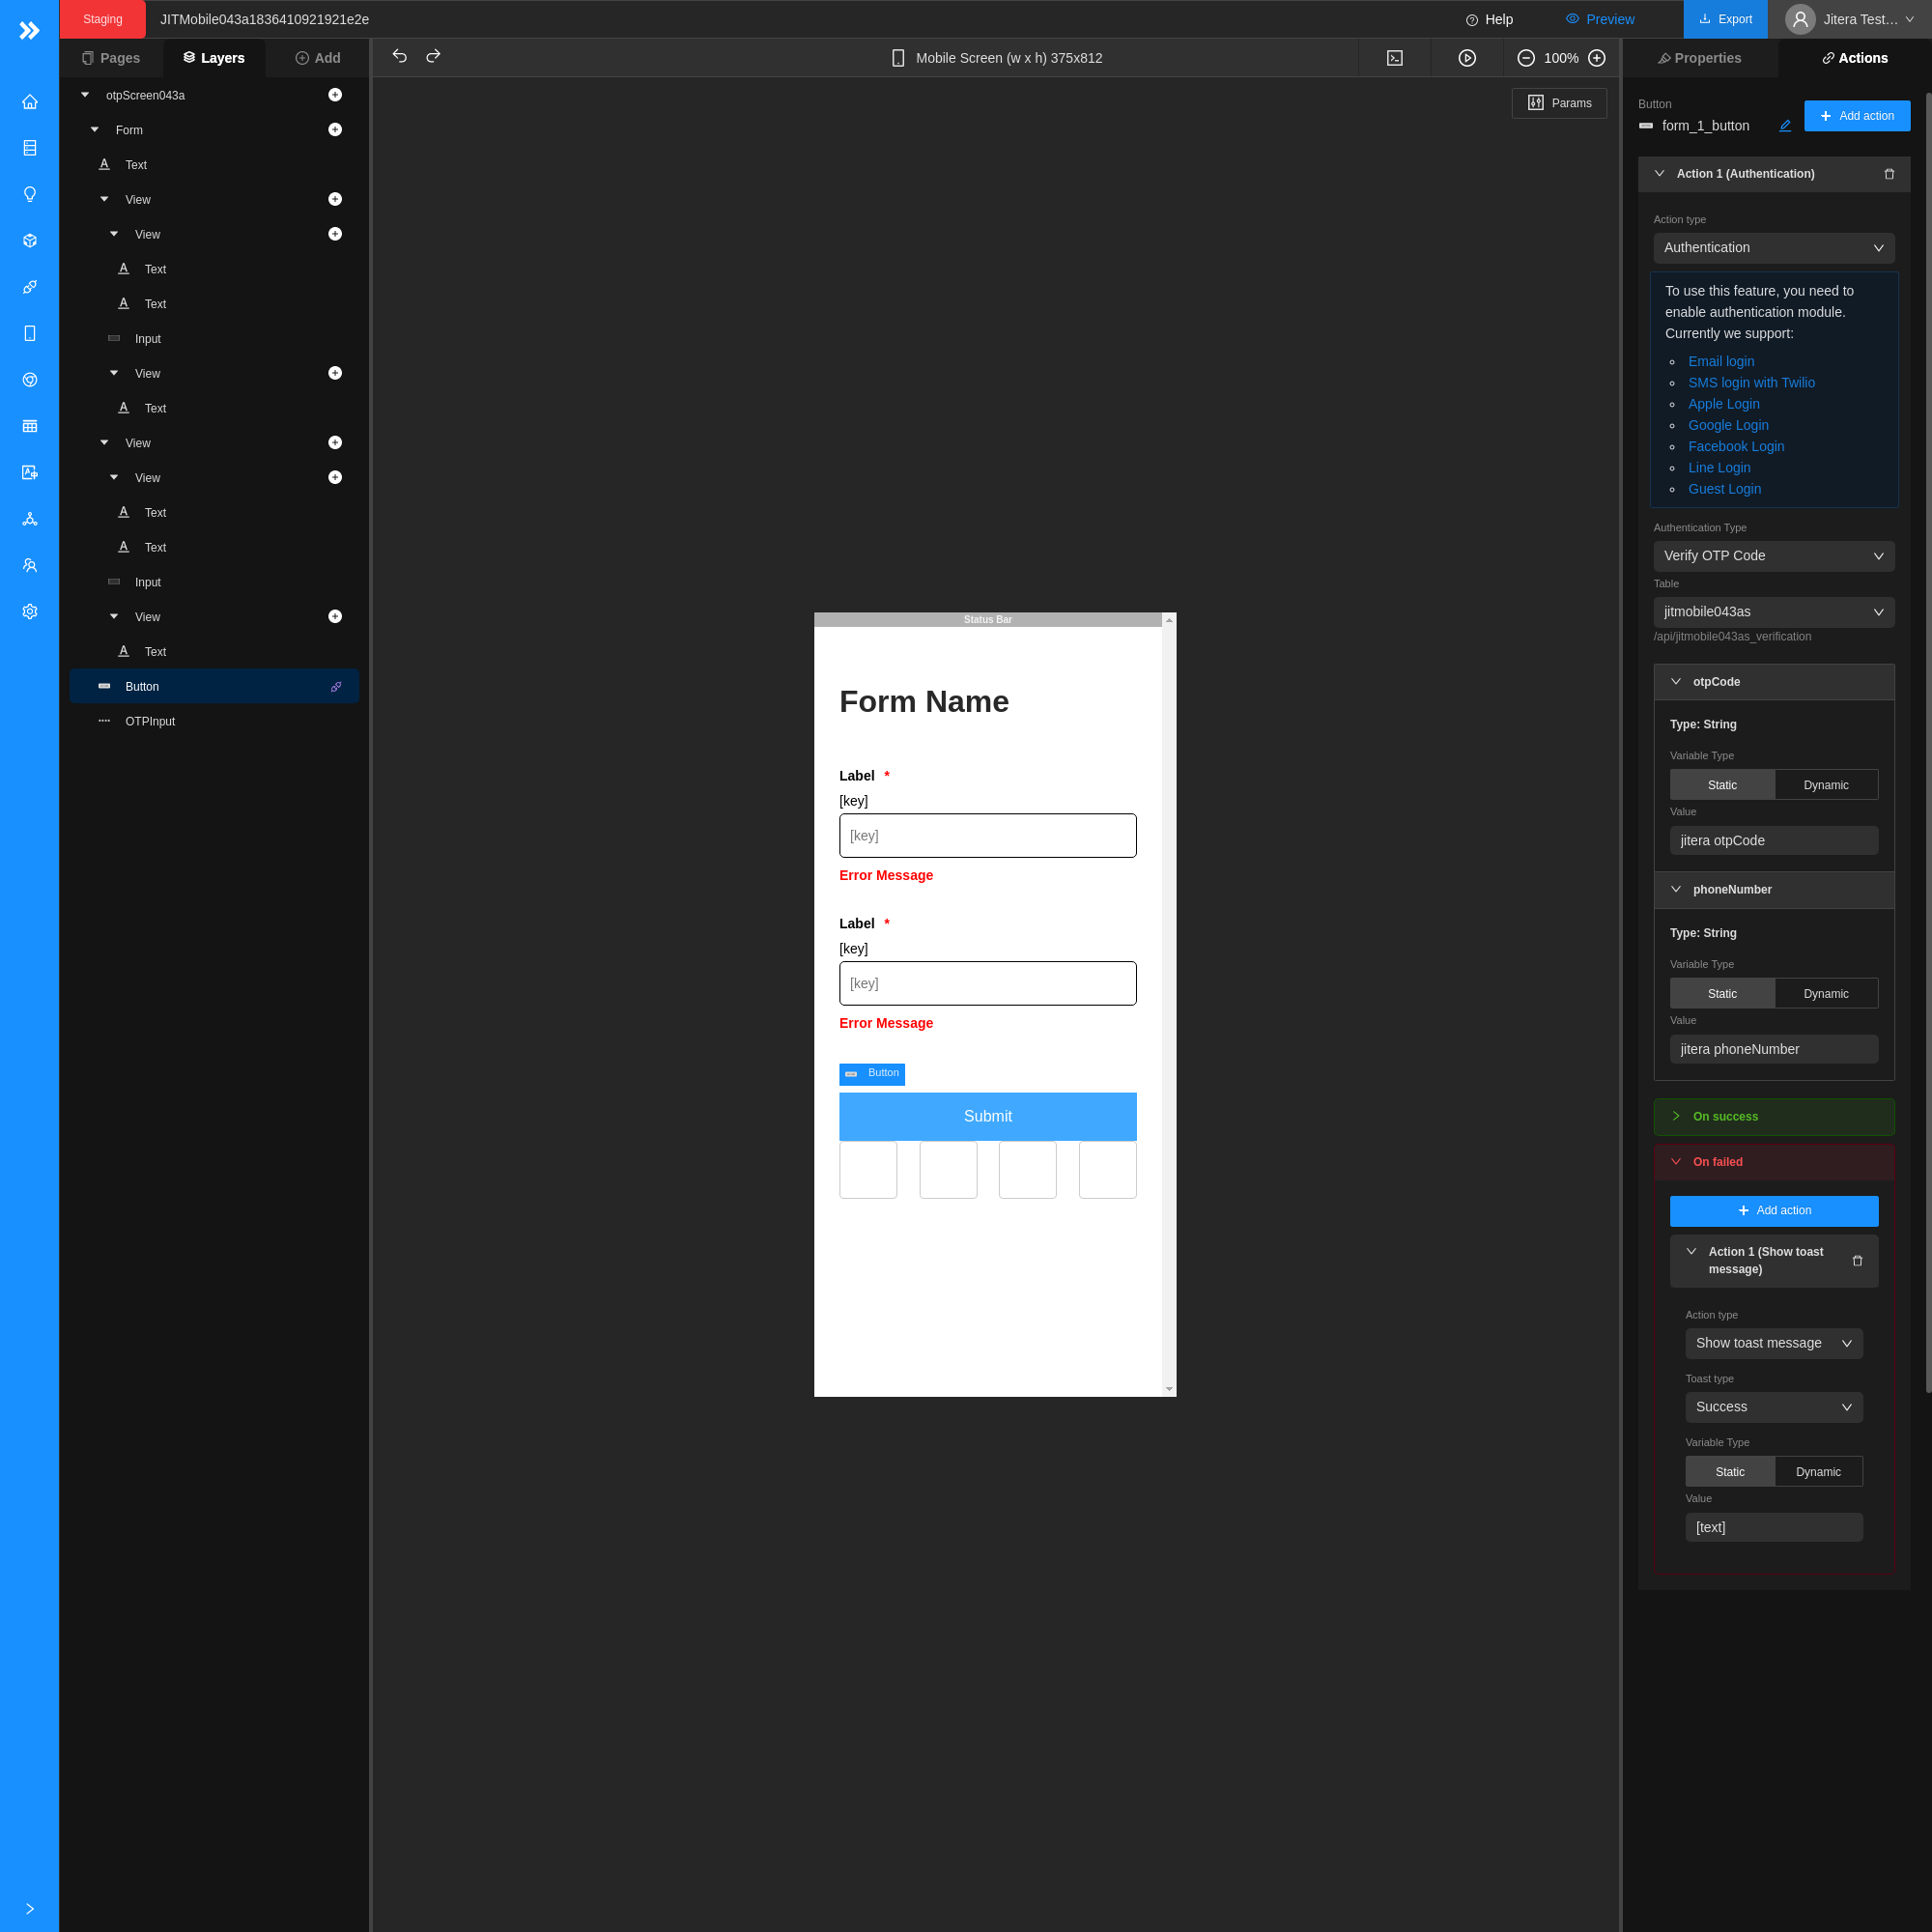 Staging
JITMobile043a1836410921921e2e
Help
Preview
Export
Jitera Test…
Pages
Layers
Add
Mobile Screen (w x h) 375x812
100%
Properties
Actions
otpScreen043a
Form
Text
View
View
Text
Text
Input
View
Text
View
View
Text
Text
Input
View
Text
Button
OTPInput
Params
Status Bar
Form Name
Label *
[key]
[key]
Error Message
Label *
[key]
[key]
Error Message
Button
Submit
Button
form_1_button
Add action
Action 1 (Authentication)
Action type
Authentication
To use this feature, you need to
enable authentication module.
Currently we support:
Email login
SMS login with Twilio
Apple Login
Google Login
Facebook Login
Line Login
Guest Login
Authentication Type
Verify OTP Code
Table
jitmobile043as
/api/jitmobile043as_verification
otpCode
Type: String
Variable Type
Static Dynamic
Value
jitera otpCode
phoneNumber
Type: String
Variable Type
Static Dynamic
Value
jitera phoneNumber
On success
On failed
Add action
Action 1 (Show toast
message)
Action type
Show toast message
Toast type
Success
Variable Type
Static Dynamic
Value
[text]